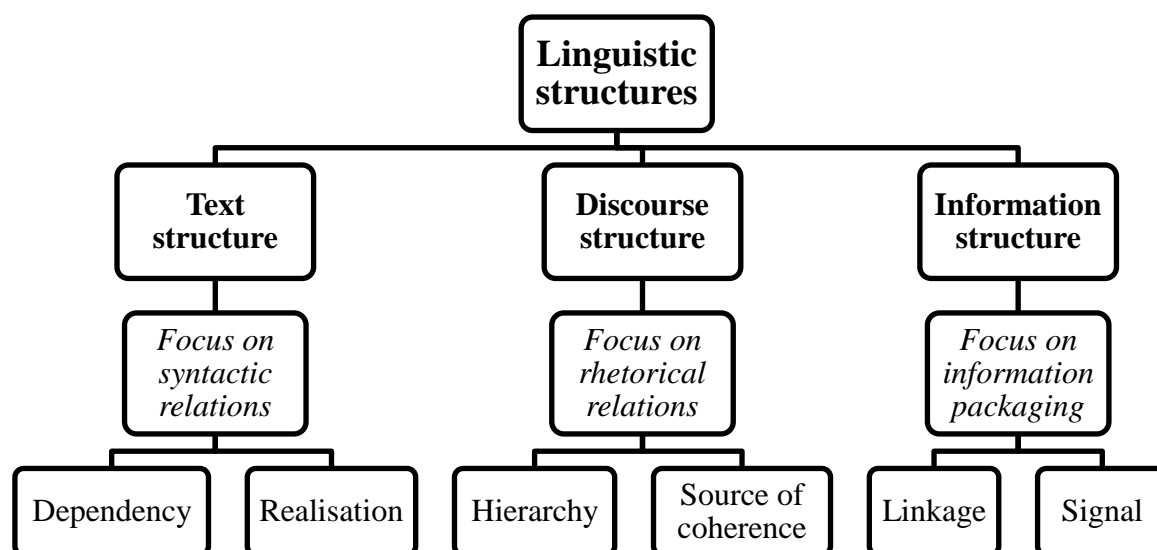 Linguistic
structures
Text
structure
Discourse
structure
Information
structure
Focus on
syntactic
relations
Focus on
rhetorical
relations
Focus on
information
packaging
Dependency
Realisation
Hierarchy
Source of
coherence
Linkage
Signal